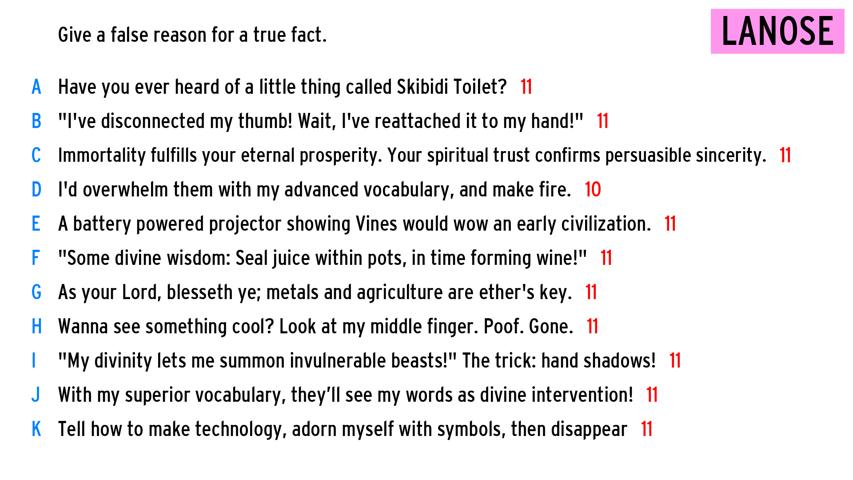 Give a false reason for a true fact.
LANOSE
A Have you ever heard of a little thing called Skibidi Toilet? 11
B "I've disconnected my thumb! Wait, I've reattached it to my hand!" 11
C Immortality fulfills your eternal prosperity. Your spiritual trust confirms persuasible sincerity. 11
D I'd overwhelm them with my advanced vocabulary, and make fire. 10
E A battery powered projector showing Vines would wow an early civilization. 11
F "Some divine wisdom: Seal juice within pots, in time forming wine!" 11
G As your Lord, blesseth ye; metals and agriculture are ether's key. 11
H Wanna see something cool? Look at my middle finger. Poof. Gone. 11
I "My divinity lets me summon invulnerable beasts!" The trick: hand shadows! 11
J With my superior vocabulary, they’ll see my words as divine intervention! 11
K Tell how to make technology, adorn myself with symbols, then disappear 11